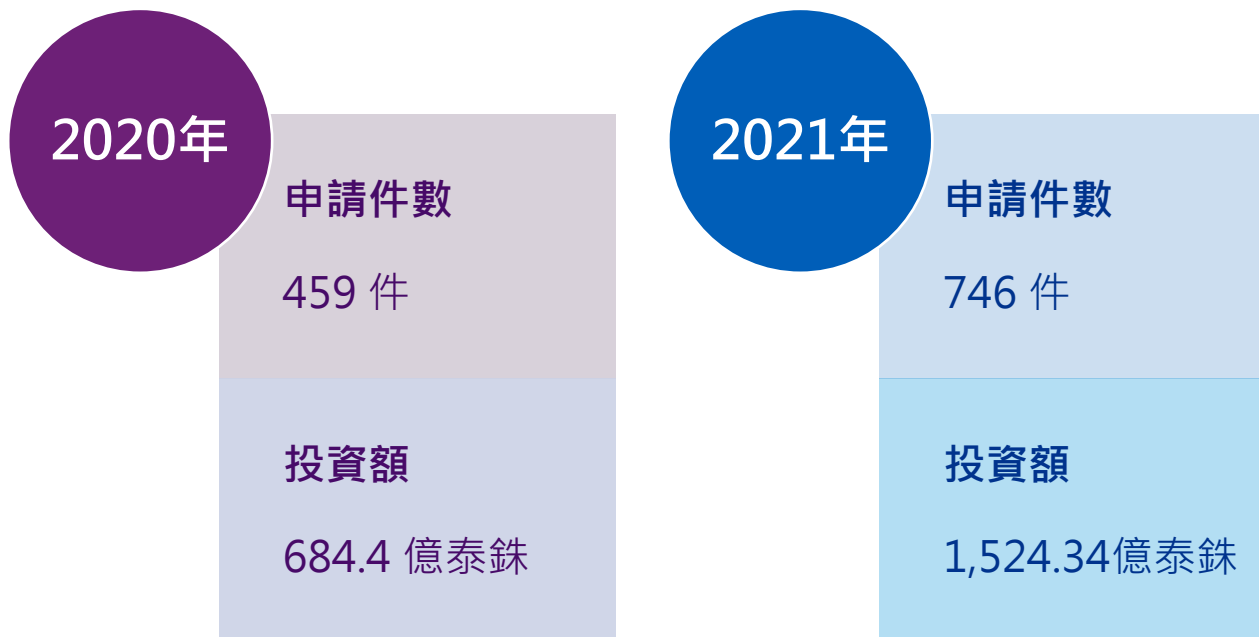 2020年
申請件數
459 件
投資額
684.4 億泰銖
2021年
申請件數
746 件
投資額
1,524.34億泰銖